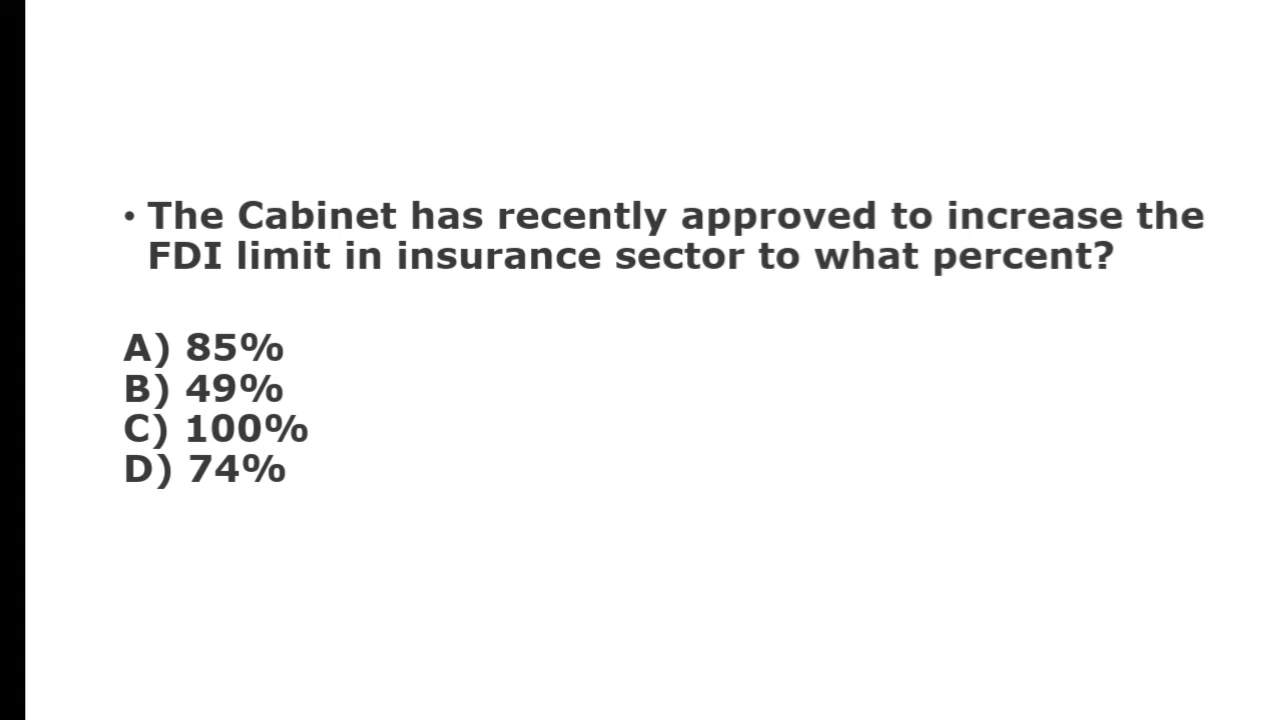 • The Cabinet has recently approved to increase the
FDI limit in insurance sector to what percent?
A) 85%
B) 49%
C) 100%
D) 74%